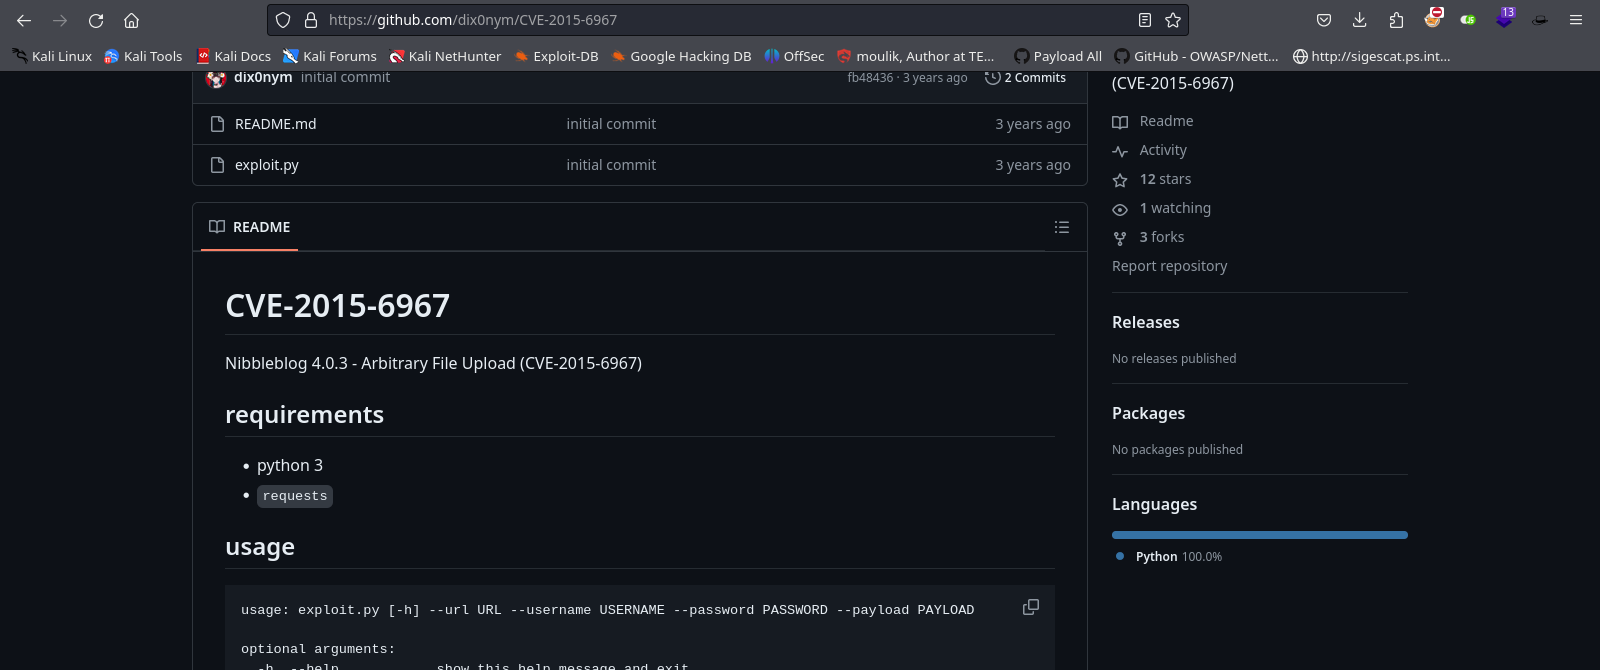 https://github.com/dix0nym/CVE-2015-6967
13
Kali Linux Kali Tools Kali Docs Kali Forums Kali NetHunter Exploit-DB Google Hacking DB OffSec moulik, Author at TE... Payload All GitHub - OWASP/Nett... http://sigescat.ps.int...
dix0nym initial commit fb48436 · 3 years ago 2 Commits
(CVE-2015-6967)
README.md initial commit 3 years ago
exploit.py initial commit 3 years ago
Readme
Activity
12 stars
1 watching
3 forks
Report repository
README
CVE-2015-6967
Nibbleblog 4.0.3 - Arbitrary File Upload (CVE-2015-6967)
requirements
• python 3
• requests
usage
usage: exploit.py [-h] --url URL --username USERNAME --password PASSWORD --payload PAYLOAD
optional arguments:
-h, --help show this help message and exit
Releases
No releases published
Packages
No packages published
Languages
Python 100.0%